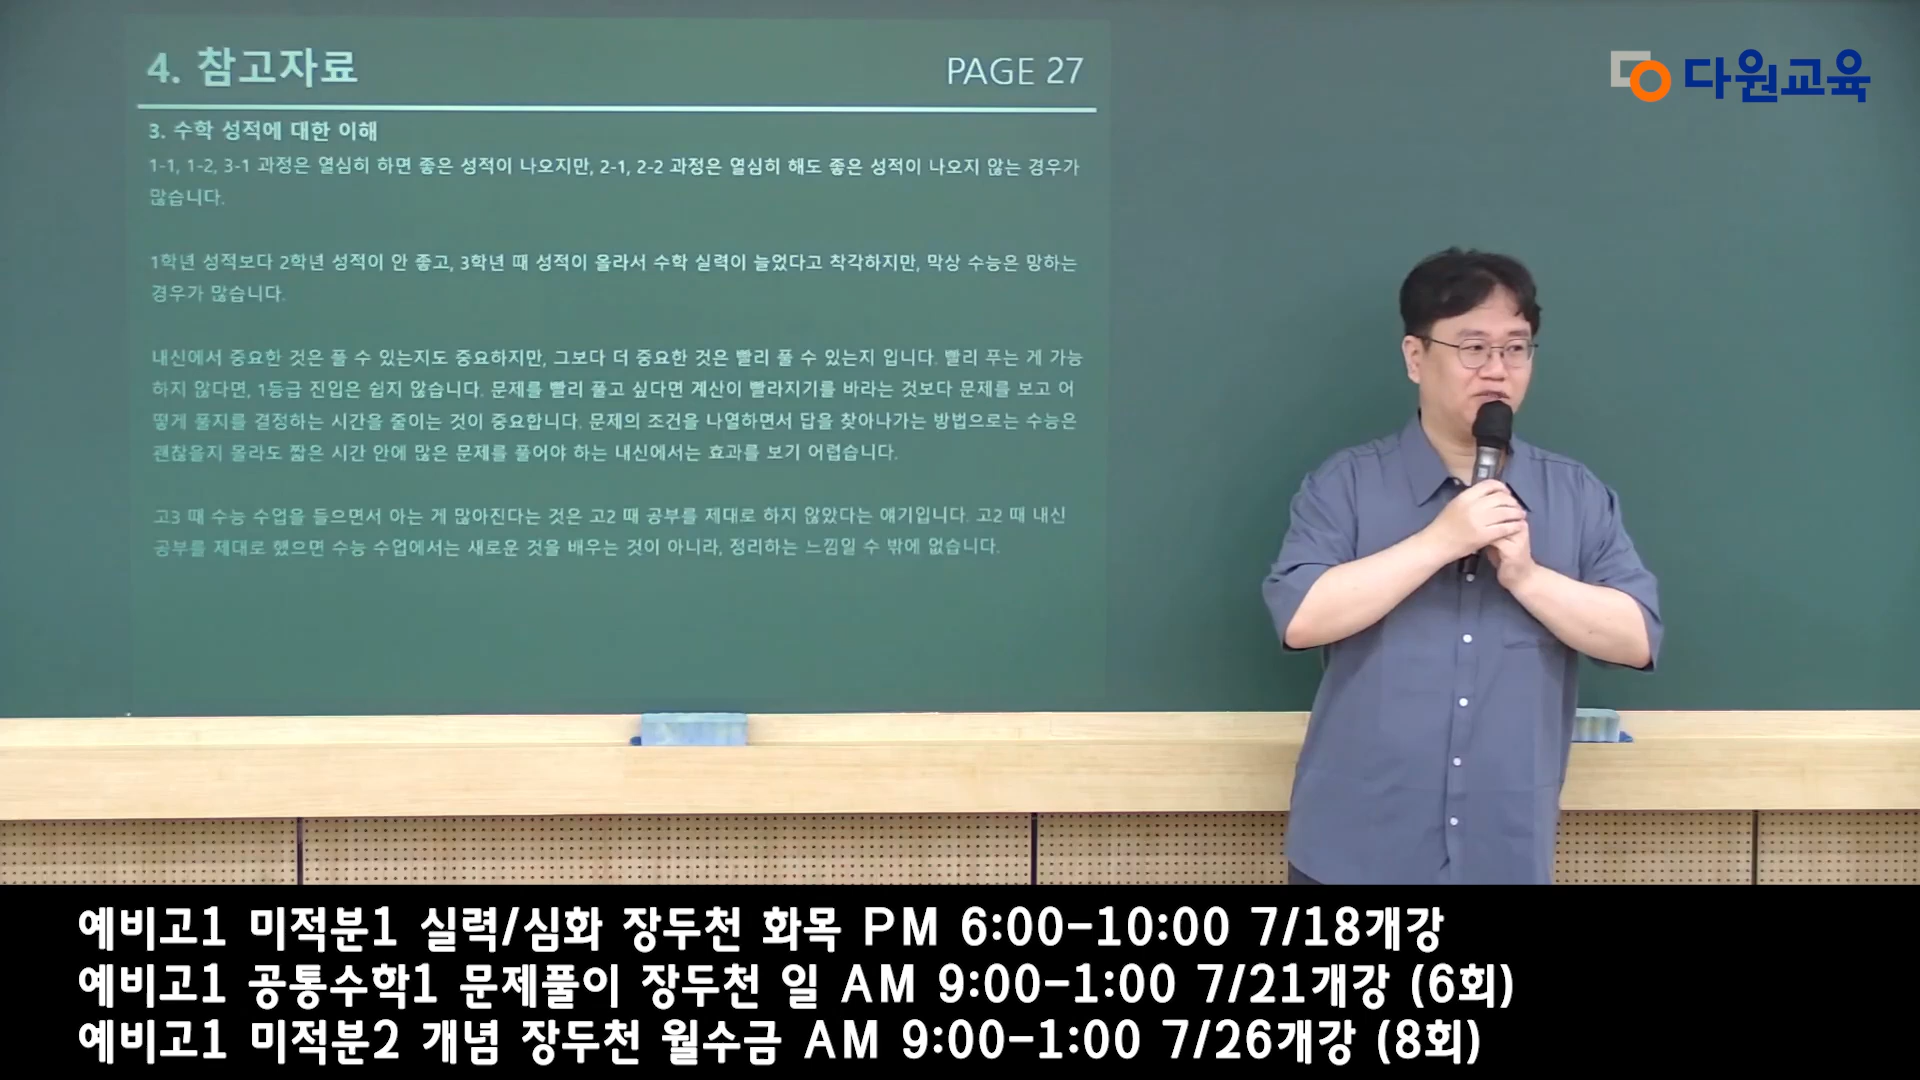 4. 참고자료
PAGE 27
다원교육
3. 수학 성적에 대한 이해
1-1, 1-2, 3-1 과정은 열심히 하면 좋은 성적이 나오지만, 2-1, 2-2 과정은 열심히 해도 좋은 성적이 나오지 않는 경우가
많습니다.
1학년 성적보다 2학년 성적이 안 좋고, 3학년 때 성적이 올라서 수학 실력이 늘었다고 착각하지만, 막상 수능은 망하는
경우가 많습니다.
내신에서 중요한 것은 풀 수 있는지도 중요하지만, 그보다 더 중요한 것은 빨리 풀 수 있는지 입니다. 빨리 푸는 게 가능
하지 않다면, 1등급 진입은 쉽지 않습니다. 문제를 빨리 풀고 싶다면 계산이 빨라지기를 바라는 것보다 문제를 보고 어
떻게 풀지를 결정하는 시간을 줄이는 것이 중요합니다. 문제의 조건을 나열하면서 답을 찾아나가는 방법으로는 수능은
괜찮을지 몰라도 짧은 시간 안에 많은 문제를 풀어야 하는 내신에서는 효과를 보기 어렵습니다.
고3 때 수능 수업을 들으면서 아는 게 많아진다는 것은 고2 때 공부를 제대로 하지 않았다는 얘기입니다. 고2 때 내신
공부를 제대로 했으면 수능 수업에서는 새로운 것을 배우는 것이 아니라, 정리하는 느낌일 수 밖에 없습니다.
예비고1 미적분1 실력/심화 장두천 화목 PM 6:00-10:00 7/18개강
예비고1 공통수학1 문제풀이 장두천 일 AM 9:00-1:00 7/21개강 (6회)
예비고1 미적분2 개념 장두천 월수금 AM 9:00-1:00 7/26개강 (8회)